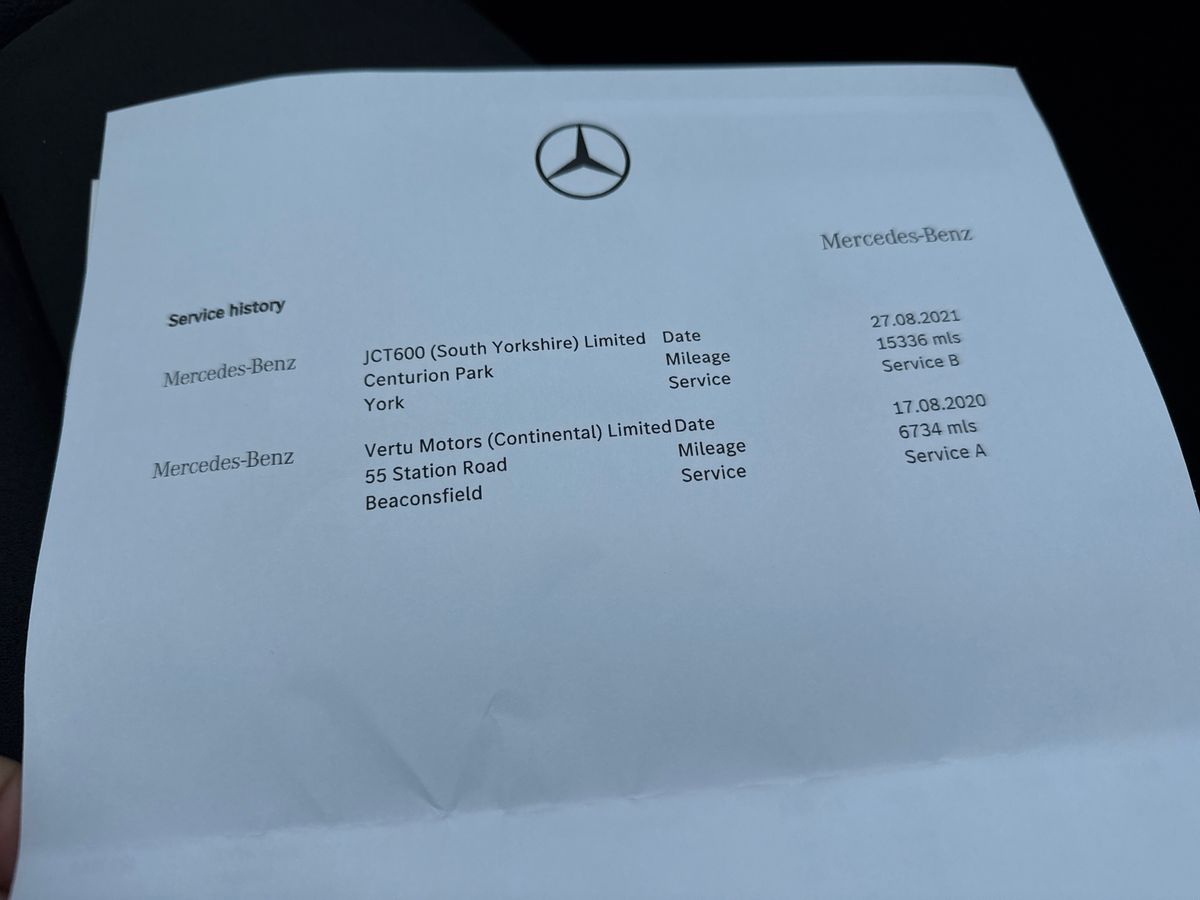 Mercedes-Benz
Service history
Mercedes-Benz JCT600 (South Yorkshire) Limited Date 27.08.2021
Centurion Park Mileage 15336 mls
York Service Service B
Mercedes-Benz Vertu Motors (Continental) Limited Date 17.08.2020
55 Station Road Mileage 6734 mls
Beaconsfield Service Service A